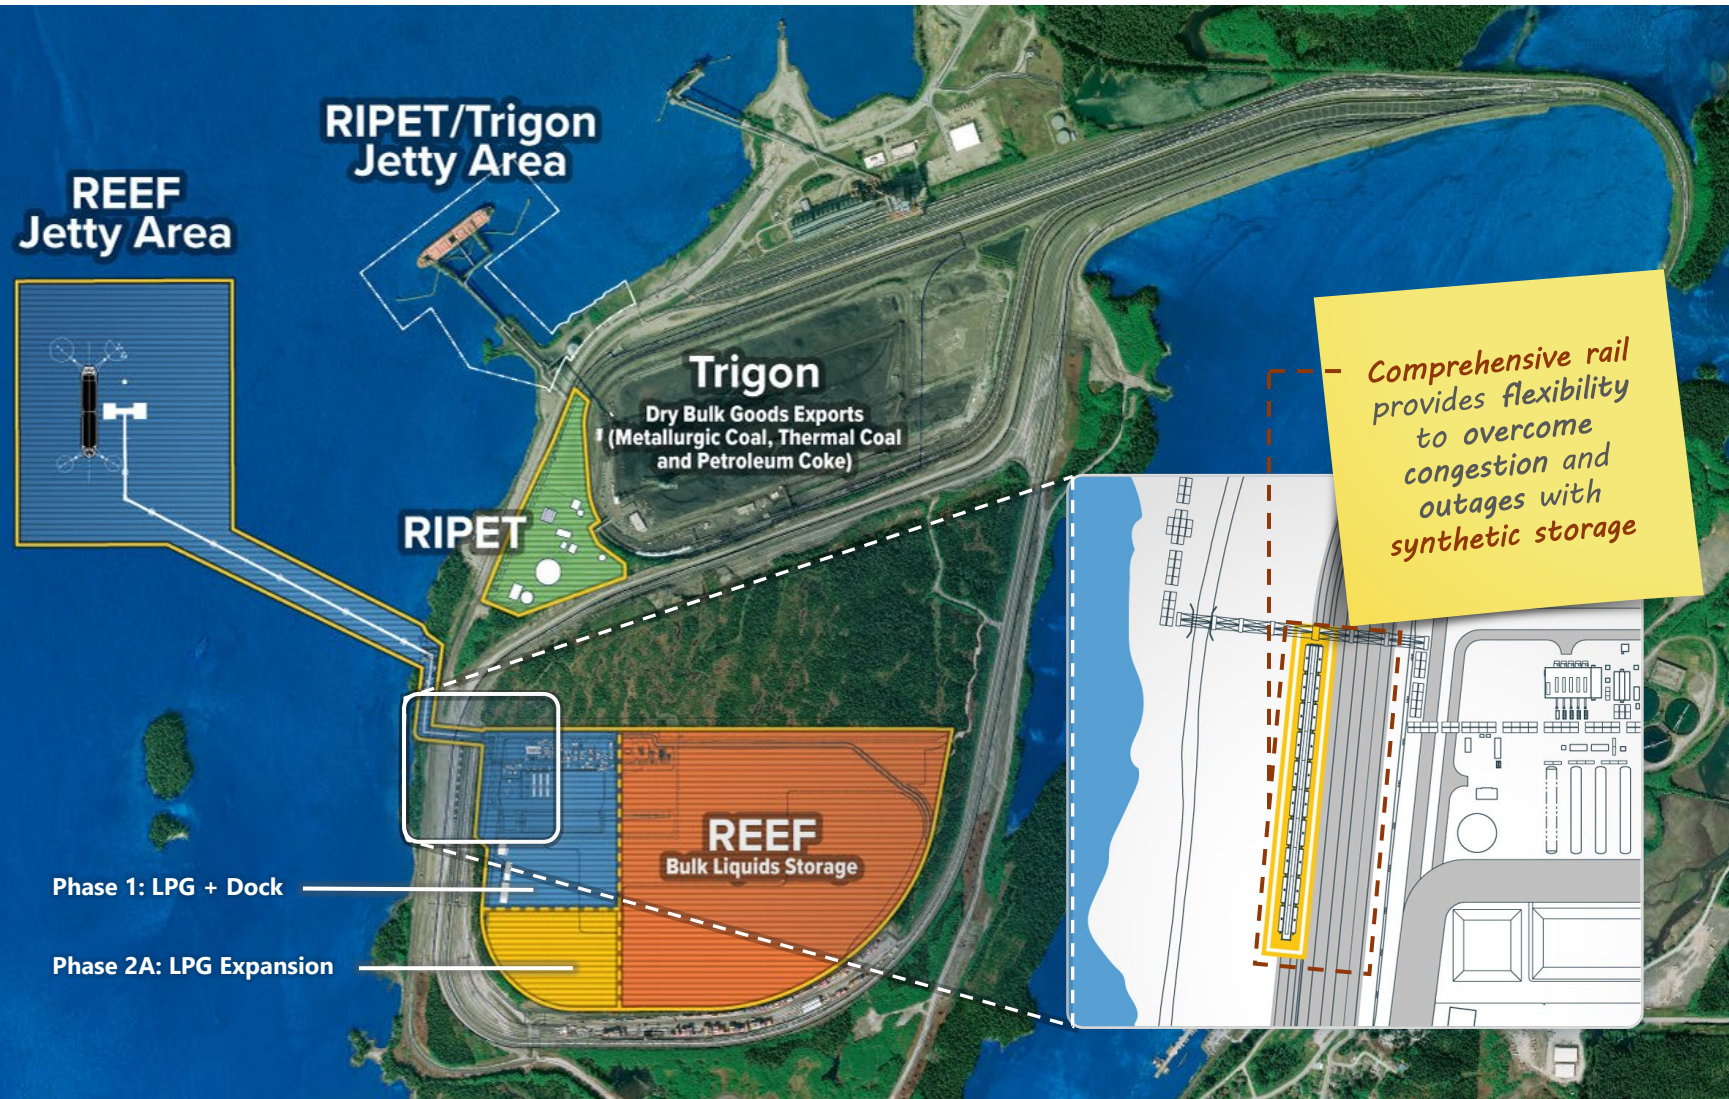 RIPET/Trigon
Jetty Area
REEF
Jetty Area
Trigon
Dry Bulk Goods Exports
(Metallurgic Coal, Thermal Coal
and Petroleum Coke)
RIPET
Comprehensive rail
provides flexibility
to overcome
congestion and
outages with
synthetic storage
REEF
Bulk Liquids Storage
Phase 1: LPG + Dock
Phase 2A: LPG Expansion